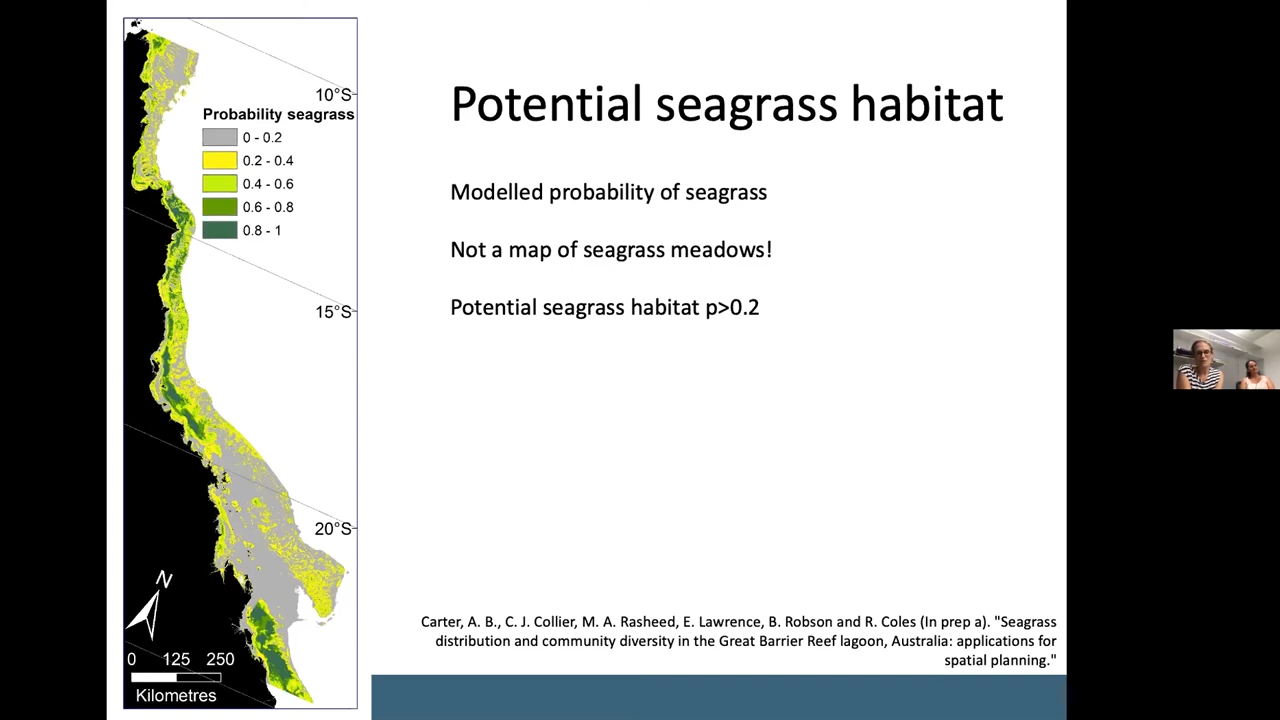 Potential seagrass habitat
Modelled probability of seagrass
Not a map of seagrass meadows!
Potential seagrass habitat p>0.2
10°S
Probability seagrass
0 - 0.2
0.2 - 0.4
0.4 - 0.6
0.6 - 0.8
0.8 - 1
15°S
20°S
N
0 125 250
Kilometres
Carter, A. B., C. J. Collier, M. A. Rasheed, E. Lawrence, B. Robson and R. Coles (In prep a). "Seagrass
distribution and community diversity in the Great Barrier Reef lagoon, Australia: applications for
spatial planning."